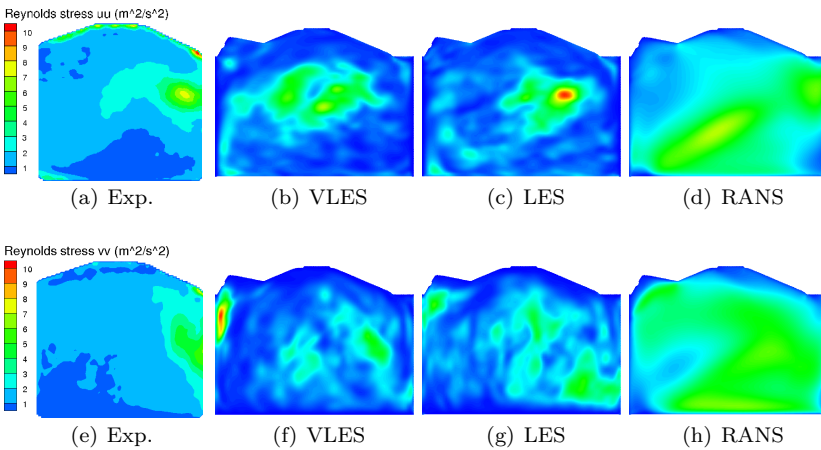 Reynolds stress uu (m^2/s^2)
10
9
8
7
6
5
4
3
2
1
(a) Exp.
(b) VLES
(c) LES
(d) RANS
Reynolds stress vv (m^2/s^2)
10
9
8
7
6
5
4
3
2
1
(e) Exp.
(f) VLES
(g) LES
(h) RANS